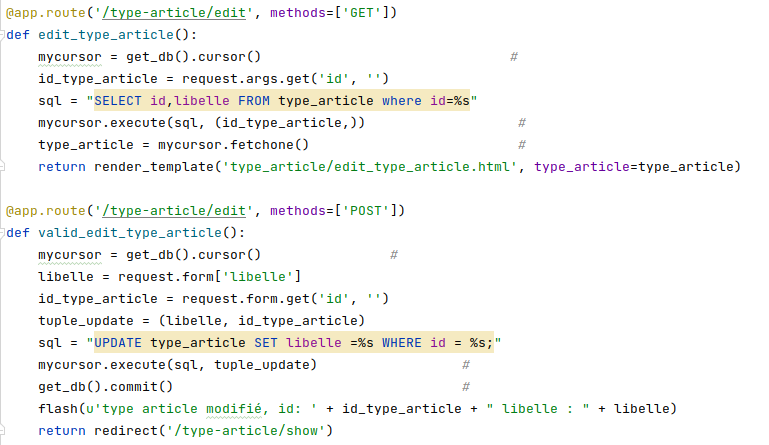 @app.route('/type-article/edit', methods=['GET'])
def edit_type_article():
    mycursor = get_db().cursor()                                #
    id_type_article = request.args.get('id', '')
    sql = "SELECT id,libelle FROM type_article where id=%s"
    mycursor.execute(sql, (id_type_article,))                    #
    type_article = mycursor.fetchone()                           #
    return render_template('type_article/edit_type_article.html', type_article=type_article)

@app.route('/type-article/edit', methods=['POST'])
def valid_edit_type_article():
    mycursor = get_db().cursor()                 #
    libelle = request.form['libelle']
    id_type_article = request.form.get('id', '')
    tuple_update = (libelle, id_type_article)
    sql = "UPDATE type_article SET libelle =%s WHERE id = %s;"
    mycursor.execute(sql, tuple_update)                   #
    get_db().commit()                                     #
    flash(u'type article modifié, id: ' + id_type_article + " libelle : " + libelle)
    return redirect('/type-article/show')